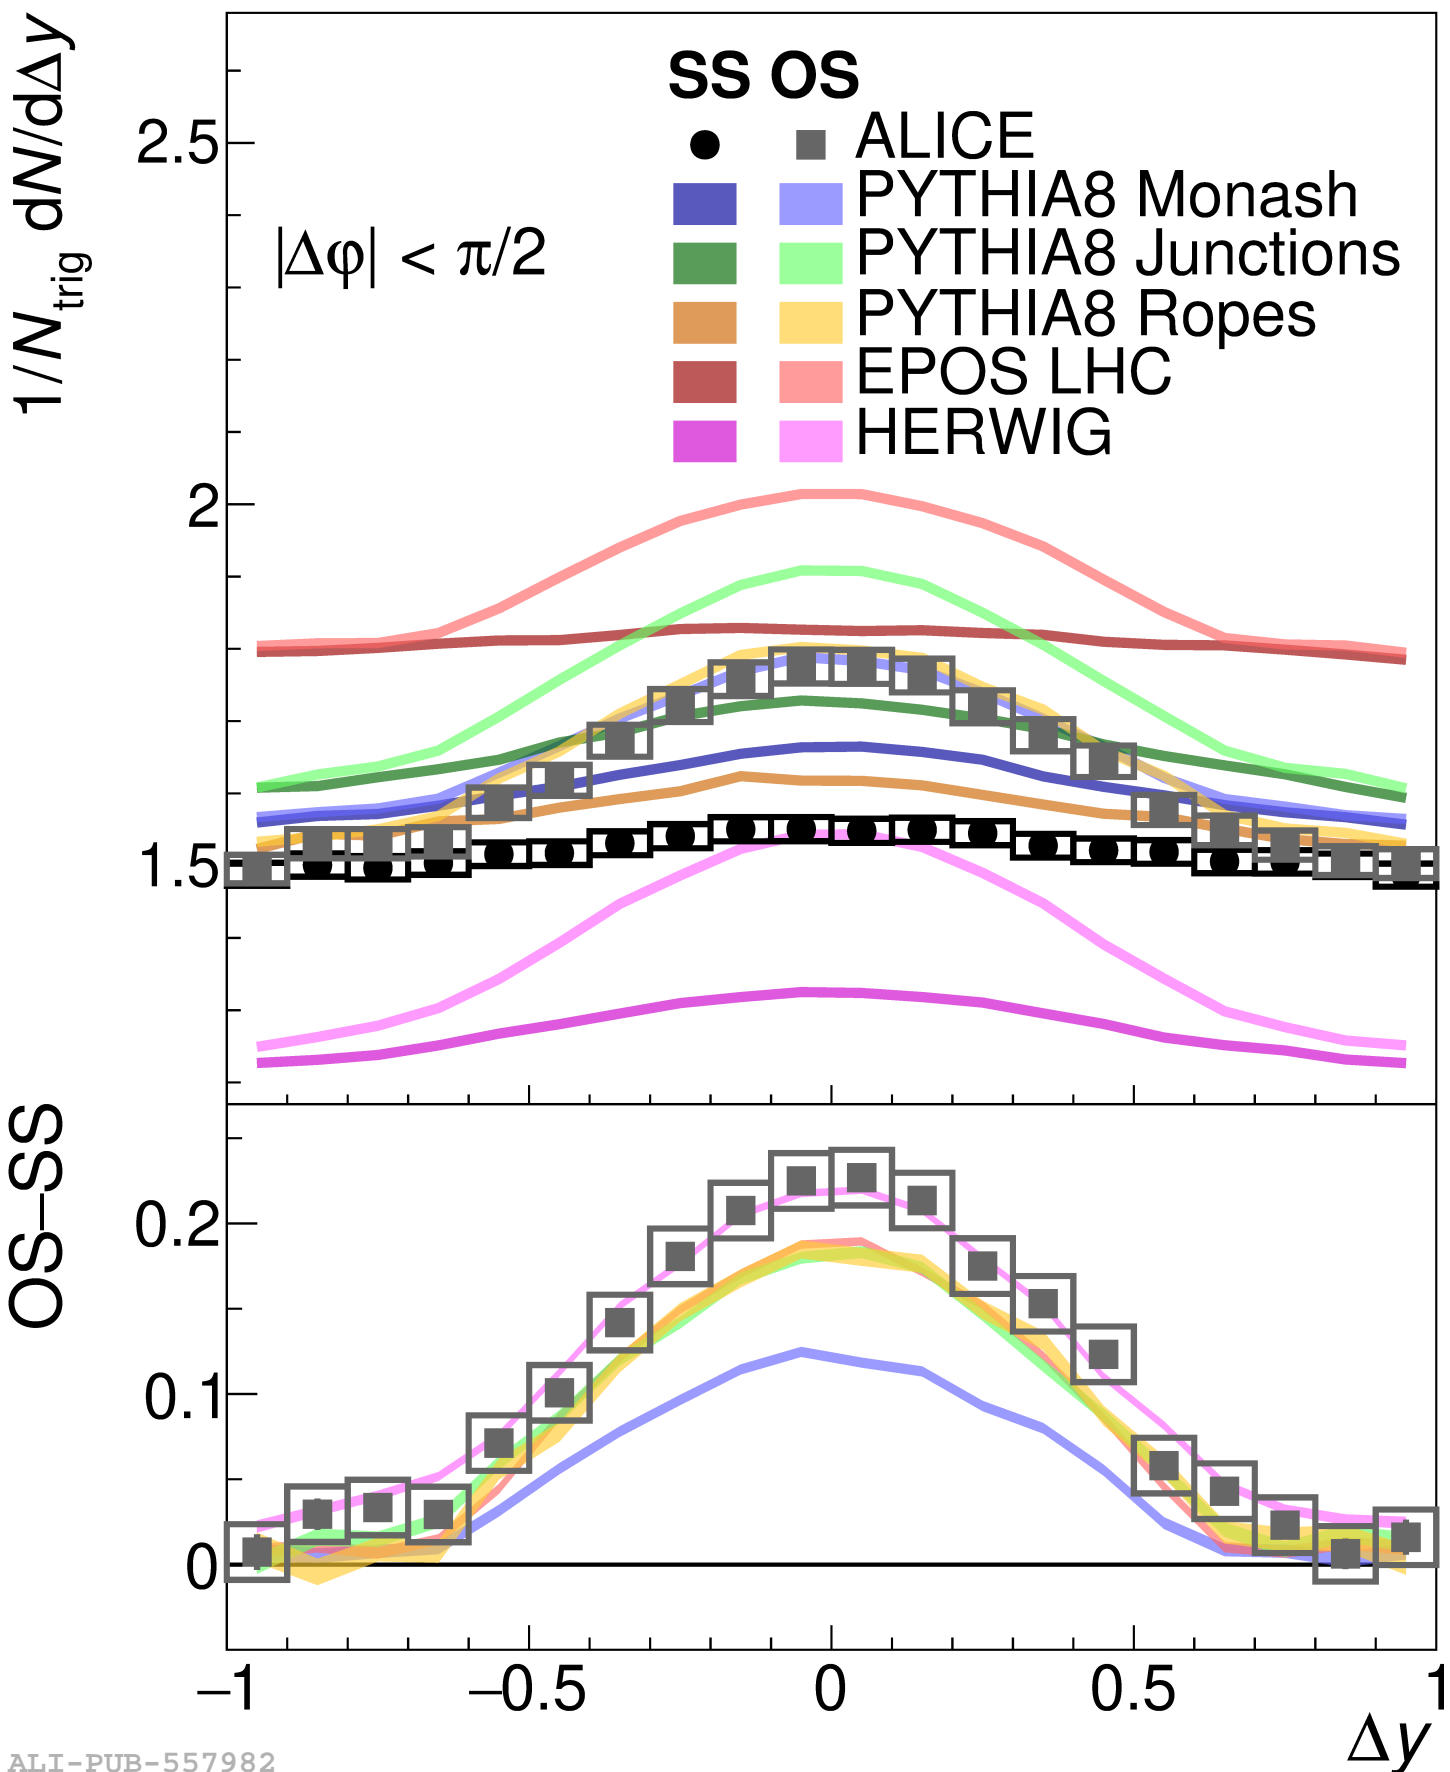 1/Ntrig dN/dΔy
SS OS
ALICE
PYTHIA8 Monash
PYTHIA8 Junctions
PYTHIA8 Ropes
EPOS LHC
HERWIG
|Δφ| < π/2
2.5
2
1.5
OS–SS
0.2
0.1
0
–1
–0.5
0
0.5
1
Δy
ALI-PUB-557982